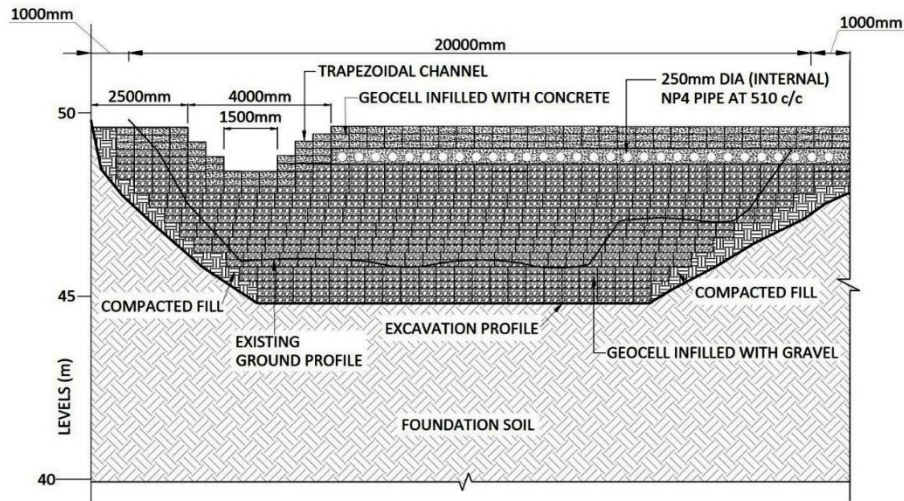 1000mm
1000mm
20000mm
TRAPEZOIDAL CHANNEL
250mm DIA (INTERNAL)
NP4 PIPE AT 510 c/c
2500mm
4000mm
GEOCELL INFILLED WITH CONCRETE
1500mm
50
45
COMPACTED FILL
COMPACTED FILL
EXCAVATION PROFILE
EXISTING
GROUND PROFILE
GEOCELL INFILLED WITH GRAVEL
LEVELS (m)
FOUNDATION SOIL
40